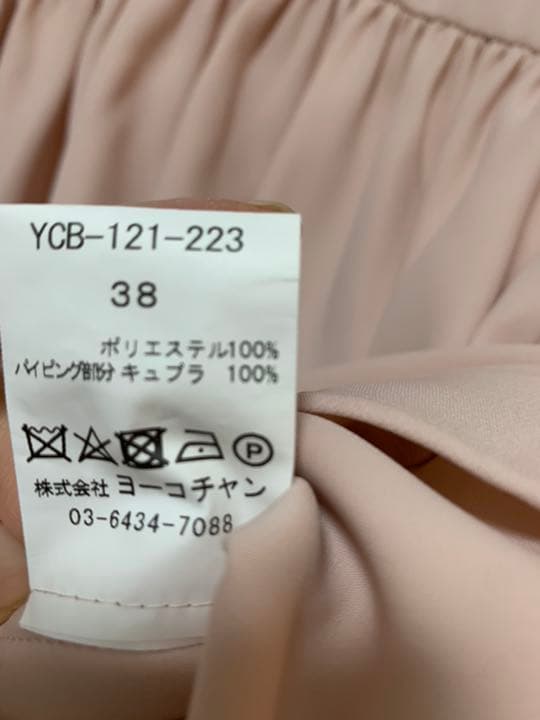 YCB-121-223
38
ポリエステル100%
パイピング部分 キュプラ 100%
P
株式会社 ヨーコチャン
03-6434-7088